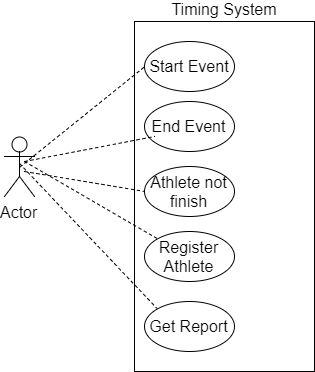 Timing System
Start Event
End Event
Athlete not
finish
Actor
Register
Athlete
Get Report